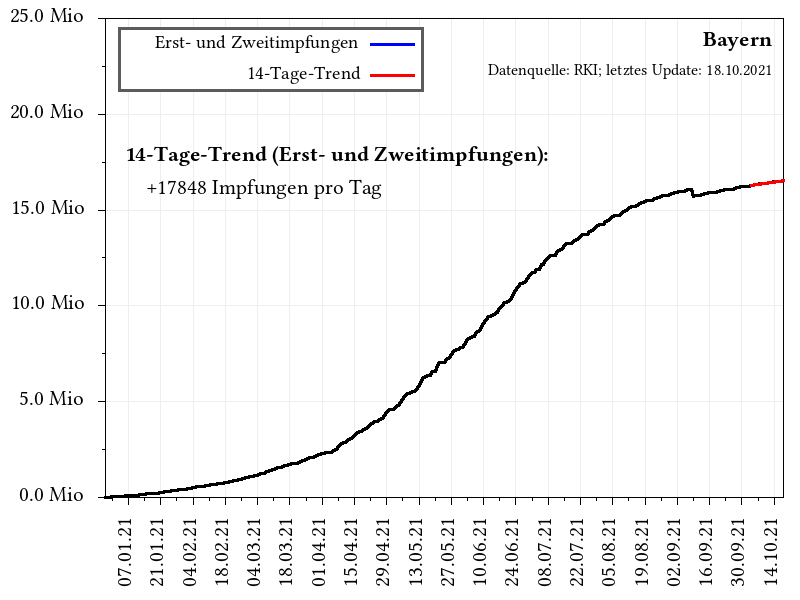 25.0 Mio
20.0 Mio
15.0 Mio
10.0 Mio
5.0 Mio
0.0 Mio
Erst- und Zweitimpfungen
14-Tage-Trend
Bayern
Datenquelle: RKI; letztes Update: 18.10.2021
14-Tage-Trend (Erst- und Zweitimpfungen):
+17848 Impfungen pro Tag
07.01.21
21.01.21
04.02.21
18.02.21
04.03.21
18.03.21
01.04.21
15.04.21
29.04.21
13.05.21
27.05.21
10.06.21
24.06.21
08.07.21
22.07.21
05.08.21
19.08.21
02.09.21
16.09.21
30.09.21
14.10.21